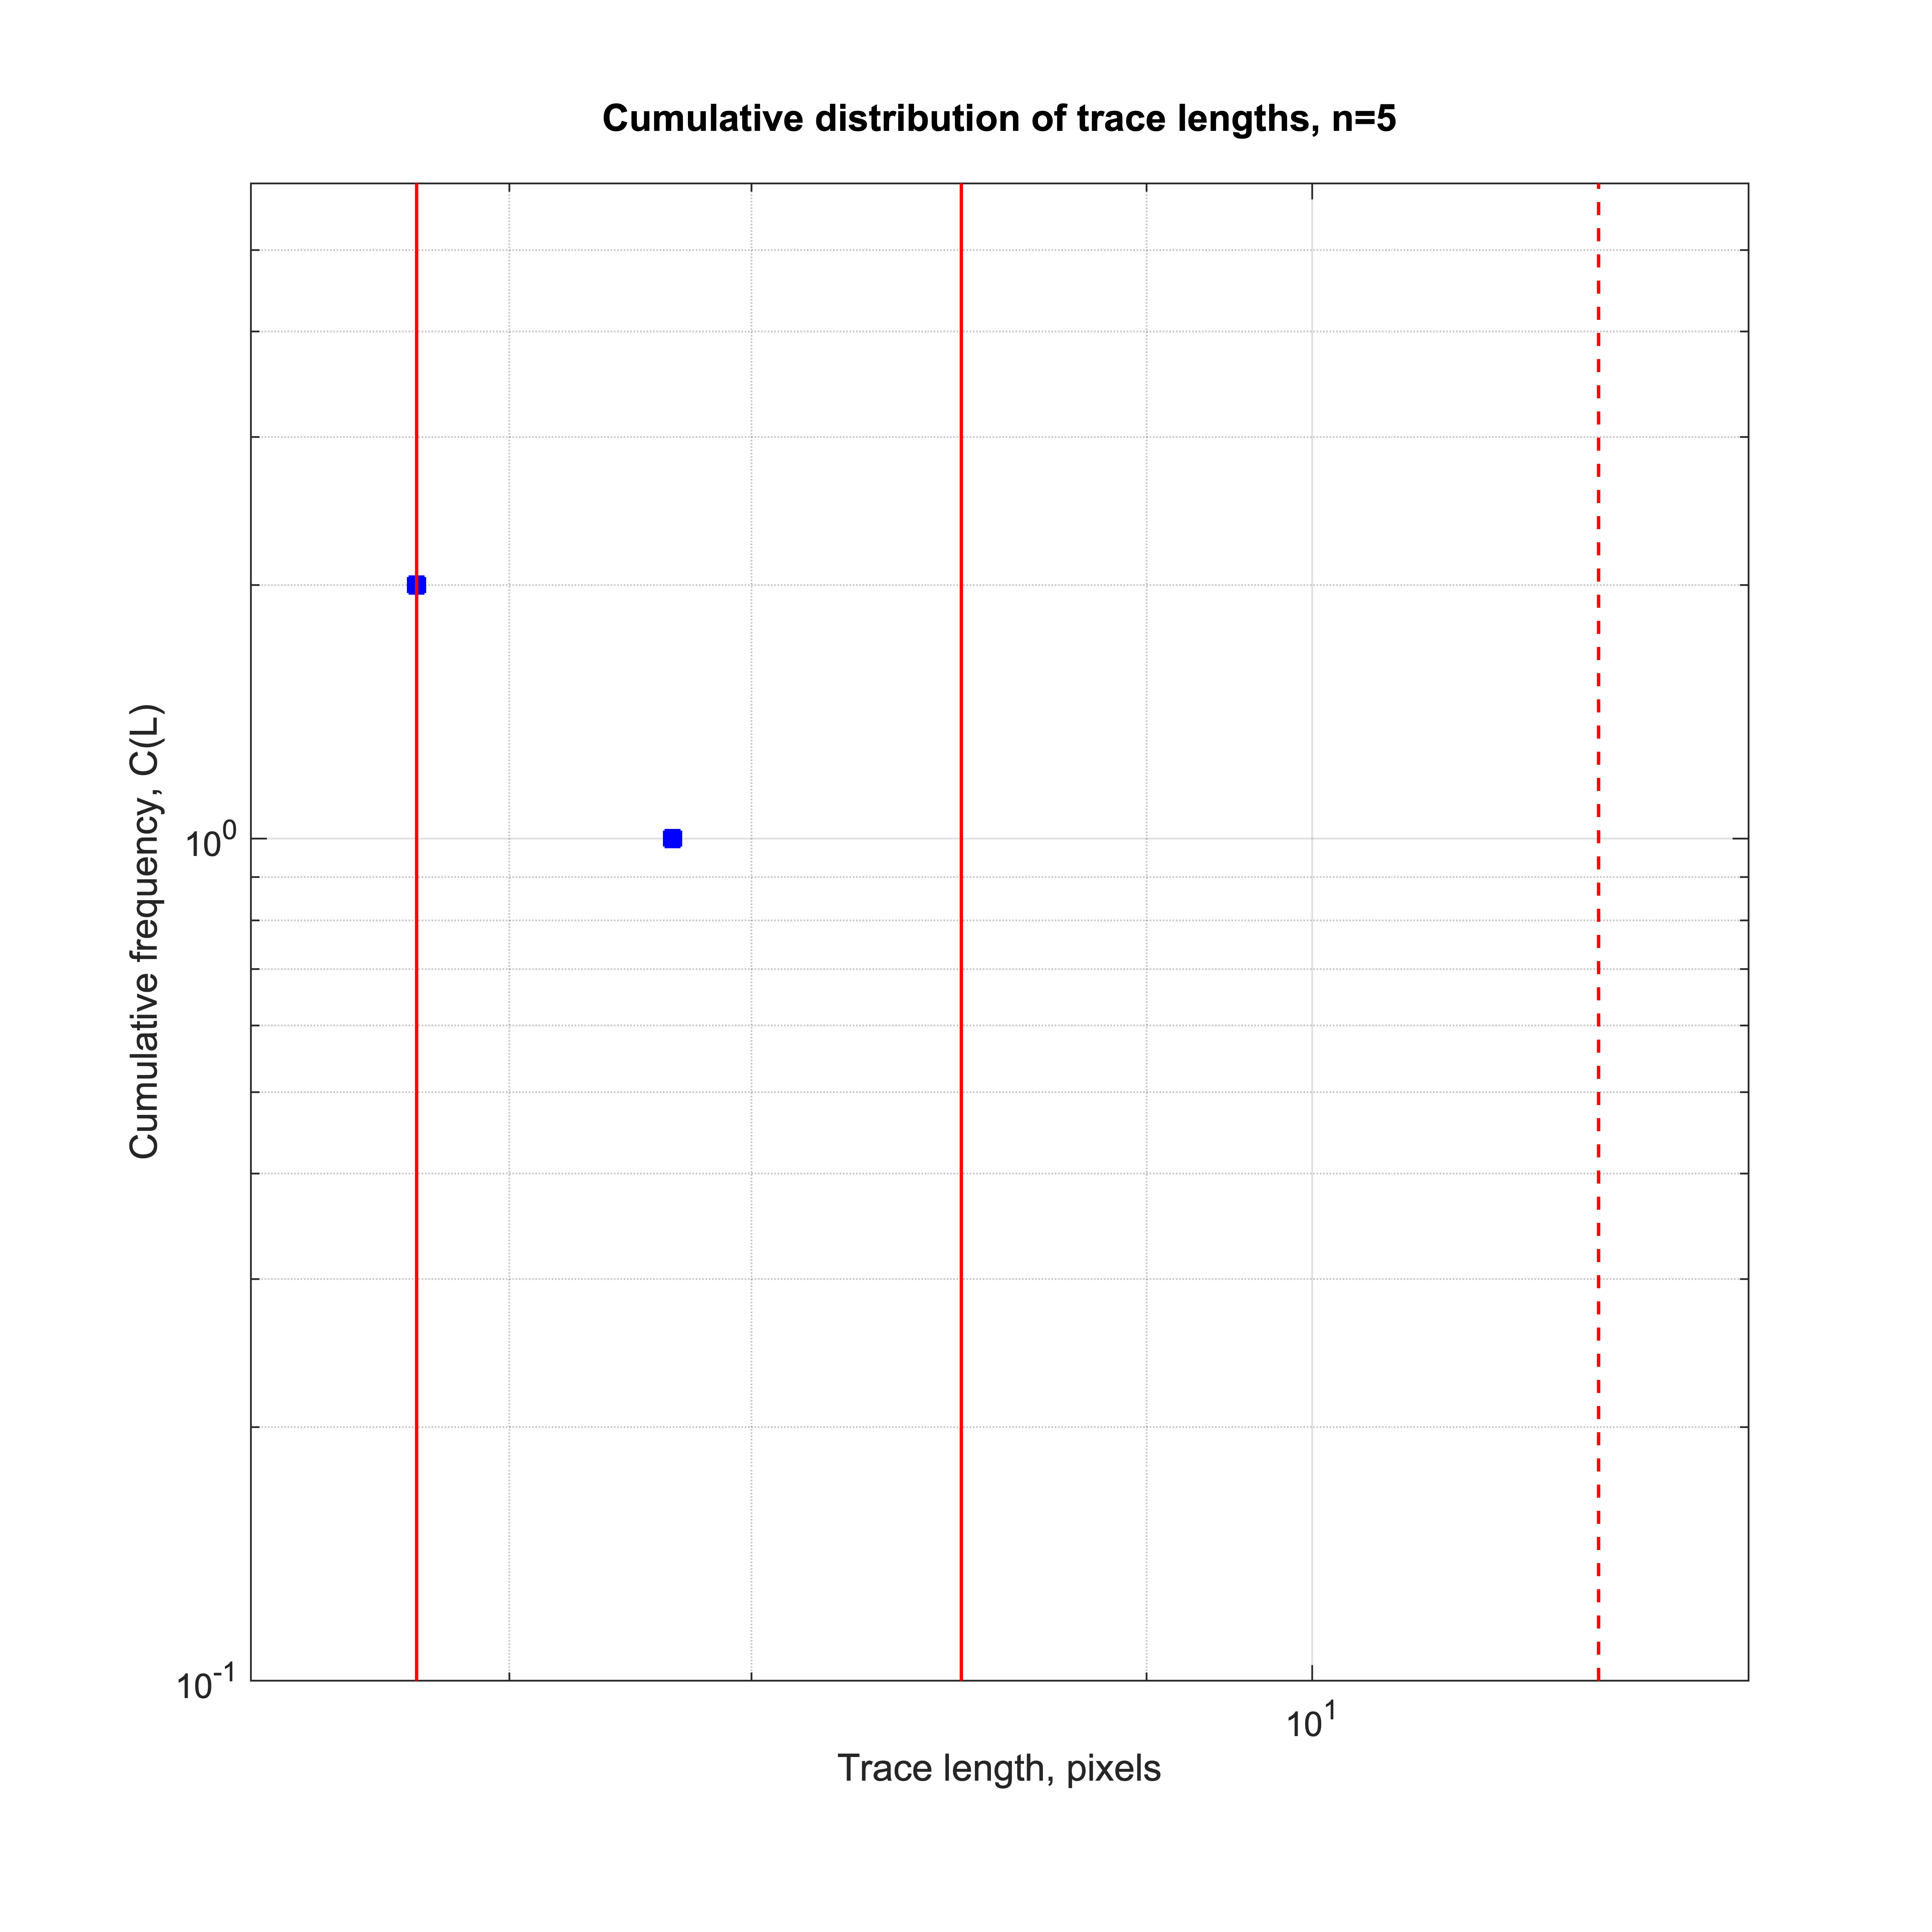 Cumulative distribution of trace lengths, n=5
Cumulative frequency, C(L)
10^0
10^-1
10^1
Trace length, pixels